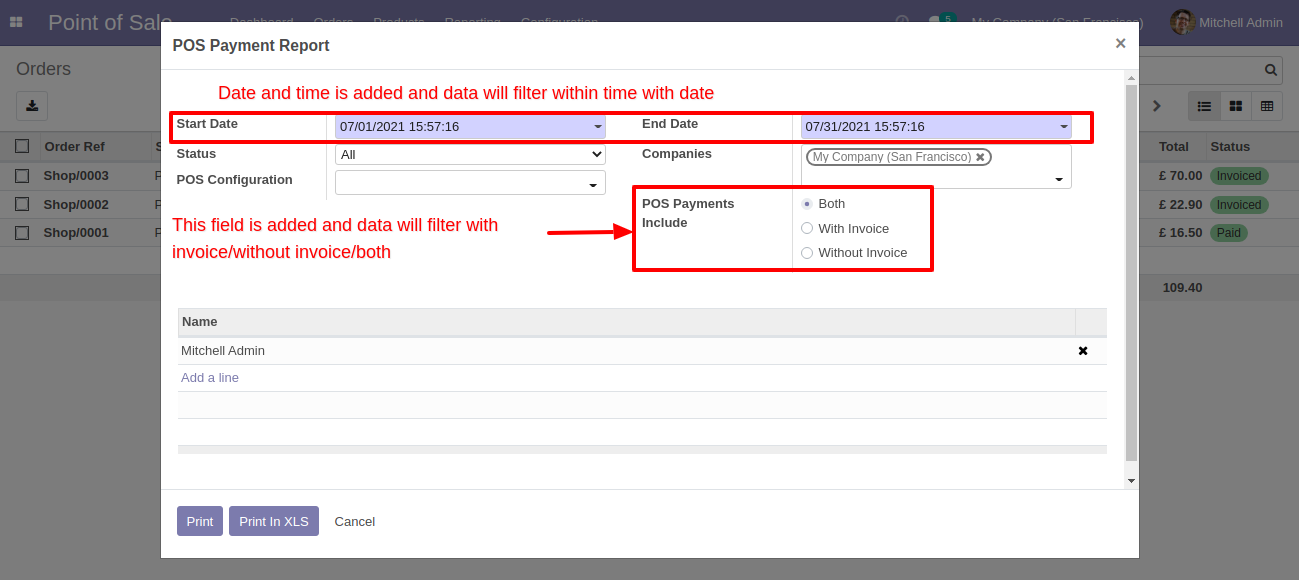 Point of Sale
Dashboard Orders Products Reporting Configuration
5
My Company (San Francisco)
Mitchell Admin
Orders
POS Payment Report
×
Date and time is added and data will filter within time with date
Start Date 07/01/2021 15:57:16 End Date 07/31/2021 15:57:16
Status All Companies My Company (San Francisco) ✖
POS Configuration
POS Payments Include
Both
With Invoice
Without Invoice
This field is added and data will filter with
invoice/without invoice/both
Name
Mitchell Admin ✖
Add a line
Print Print In XLS Cancel
Order Ref S Total Status
Shop/0003 P £ 70.00 Invoiced
Shop/0002 P £ 22.90 Invoiced
Shop/0001 P £ 16.50 Paid
109.40